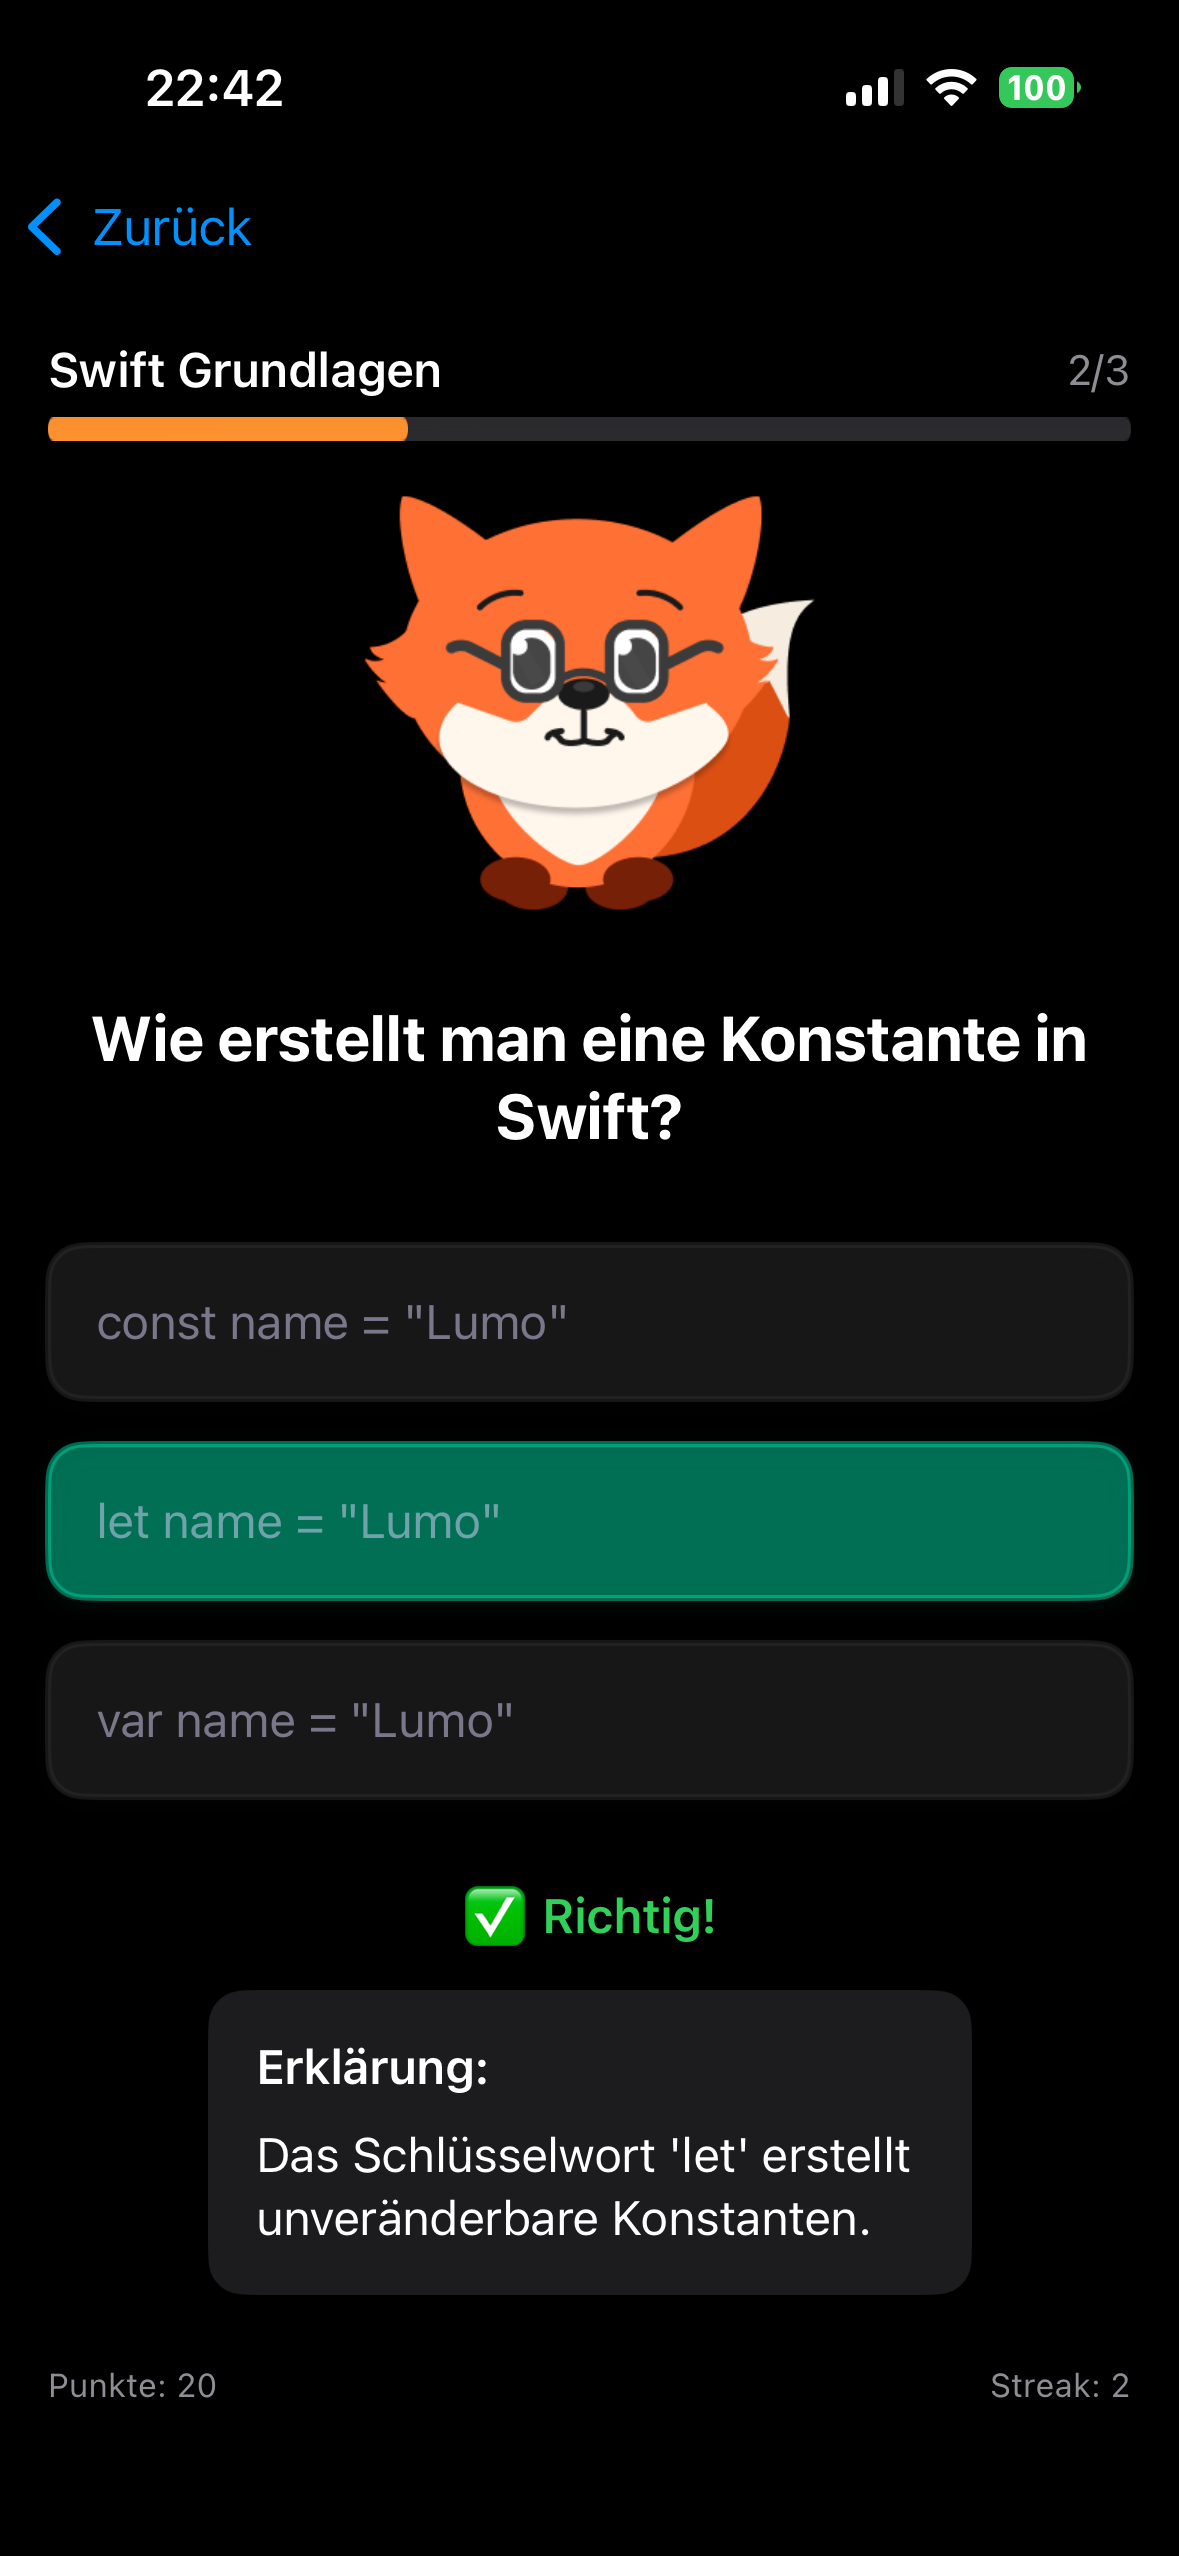 22:42
100
Zurück
Swift Grundlagen
2/3
Wie erstellt man eine Konstante in
Swift?
const name = "Lumo"
let name = "Lumo"
var name = "Lumo"
✅ Richtig!
Erklärung:
Das Schlüsselwort 'let' erstellt
unveränderbare Konstanten.
Punkte: 20
Streak: 2